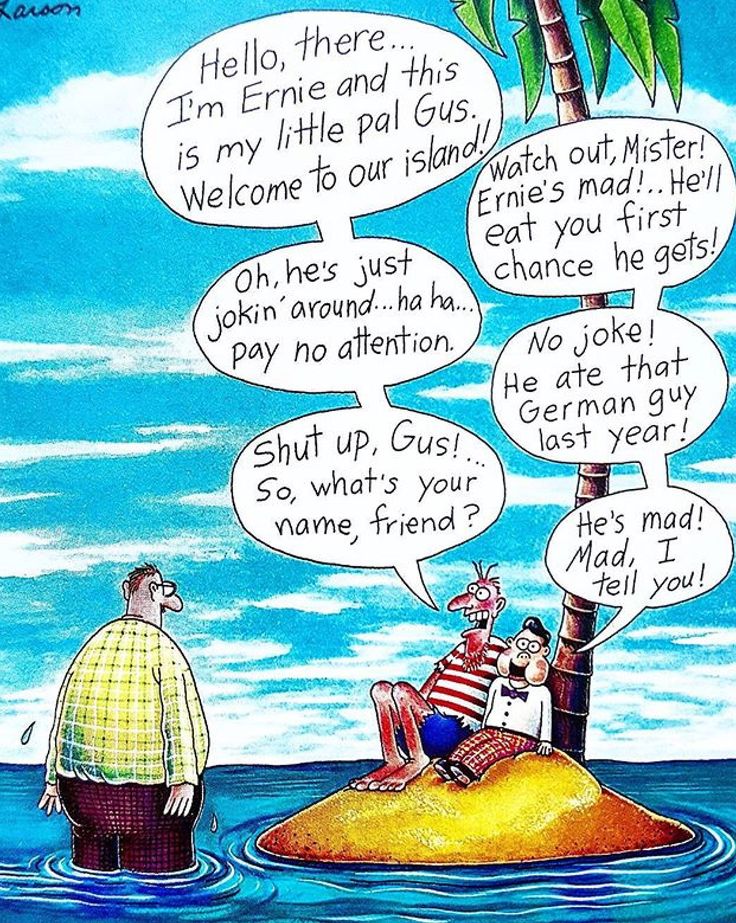 Larson
Hello, there...
I'm Ernie and this
is my little pal Gus.
Welcome to our island!
Watch out, Mister!
Ernie's mad!..He'll
eat you first
chance he gets!
Oh, he's just
jokin' around...ha ha...
pay no attention.
No joke!
He ate that
German guy
last year!
Shut up, Gus!...
So, what's your
name, friend?
He's mad!
Mad, I
tell you!